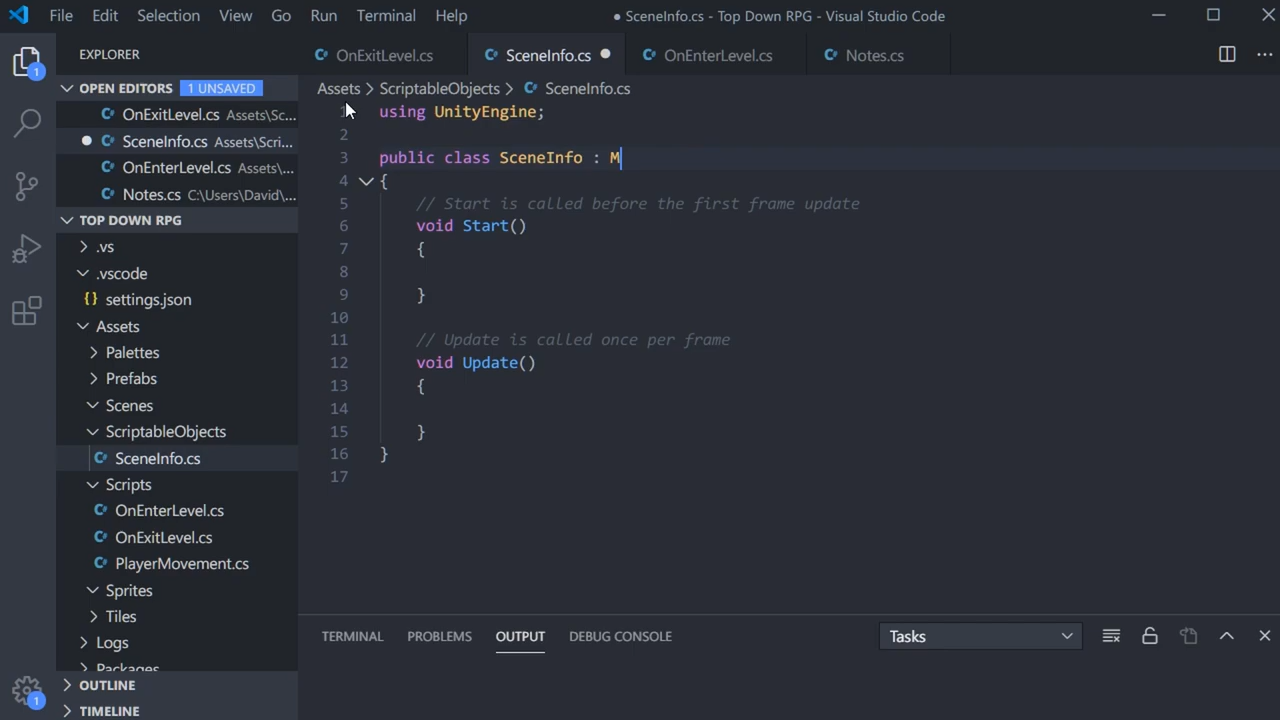 File Edit Selection View Go Run Terminal Help
● SceneInfo.cs - Top Down RPG - Visual Studio Code
EXPLORER
OnExitLevel.cs
SceneInfo.cs
OnEnterLevel.cs
Notes.cs
OPEN EDITORS 1 UNSAVED
OnExitLevel.cs Assets\Sc...
SceneInfo.cs Assets\Scri...
OnEnterLevel.cs Assets\...
Notes.cs C:\Users\David\...
TOP DOWN RPG
.vs
.vscode
{} settings.json
Assets
Palettes
Prefabs
Scenes
ScriptableObjects
SceneInfo.cs
Scripts
OnEnterLevel.cs
OnExitLevel.cs
PlayerMovement.cs
Sprites
Tiles
Logs
Packages
OUTLINE
TIMELINE
1
1
Assets > ScriptableObjects > SceneInfo.cs
1 using UnityEngine;
2
3 public class SceneInfo : M
4 {
5 // Start is called before the first frame update
6 void Start()
7 {
8
9 }
10
11 // Update is called once per frame
12 void Update()
13 {
14
15 }
16 }
17
TERMINAL PROBLEMS OUTPUT DEBUG CONSOLE
Tasks